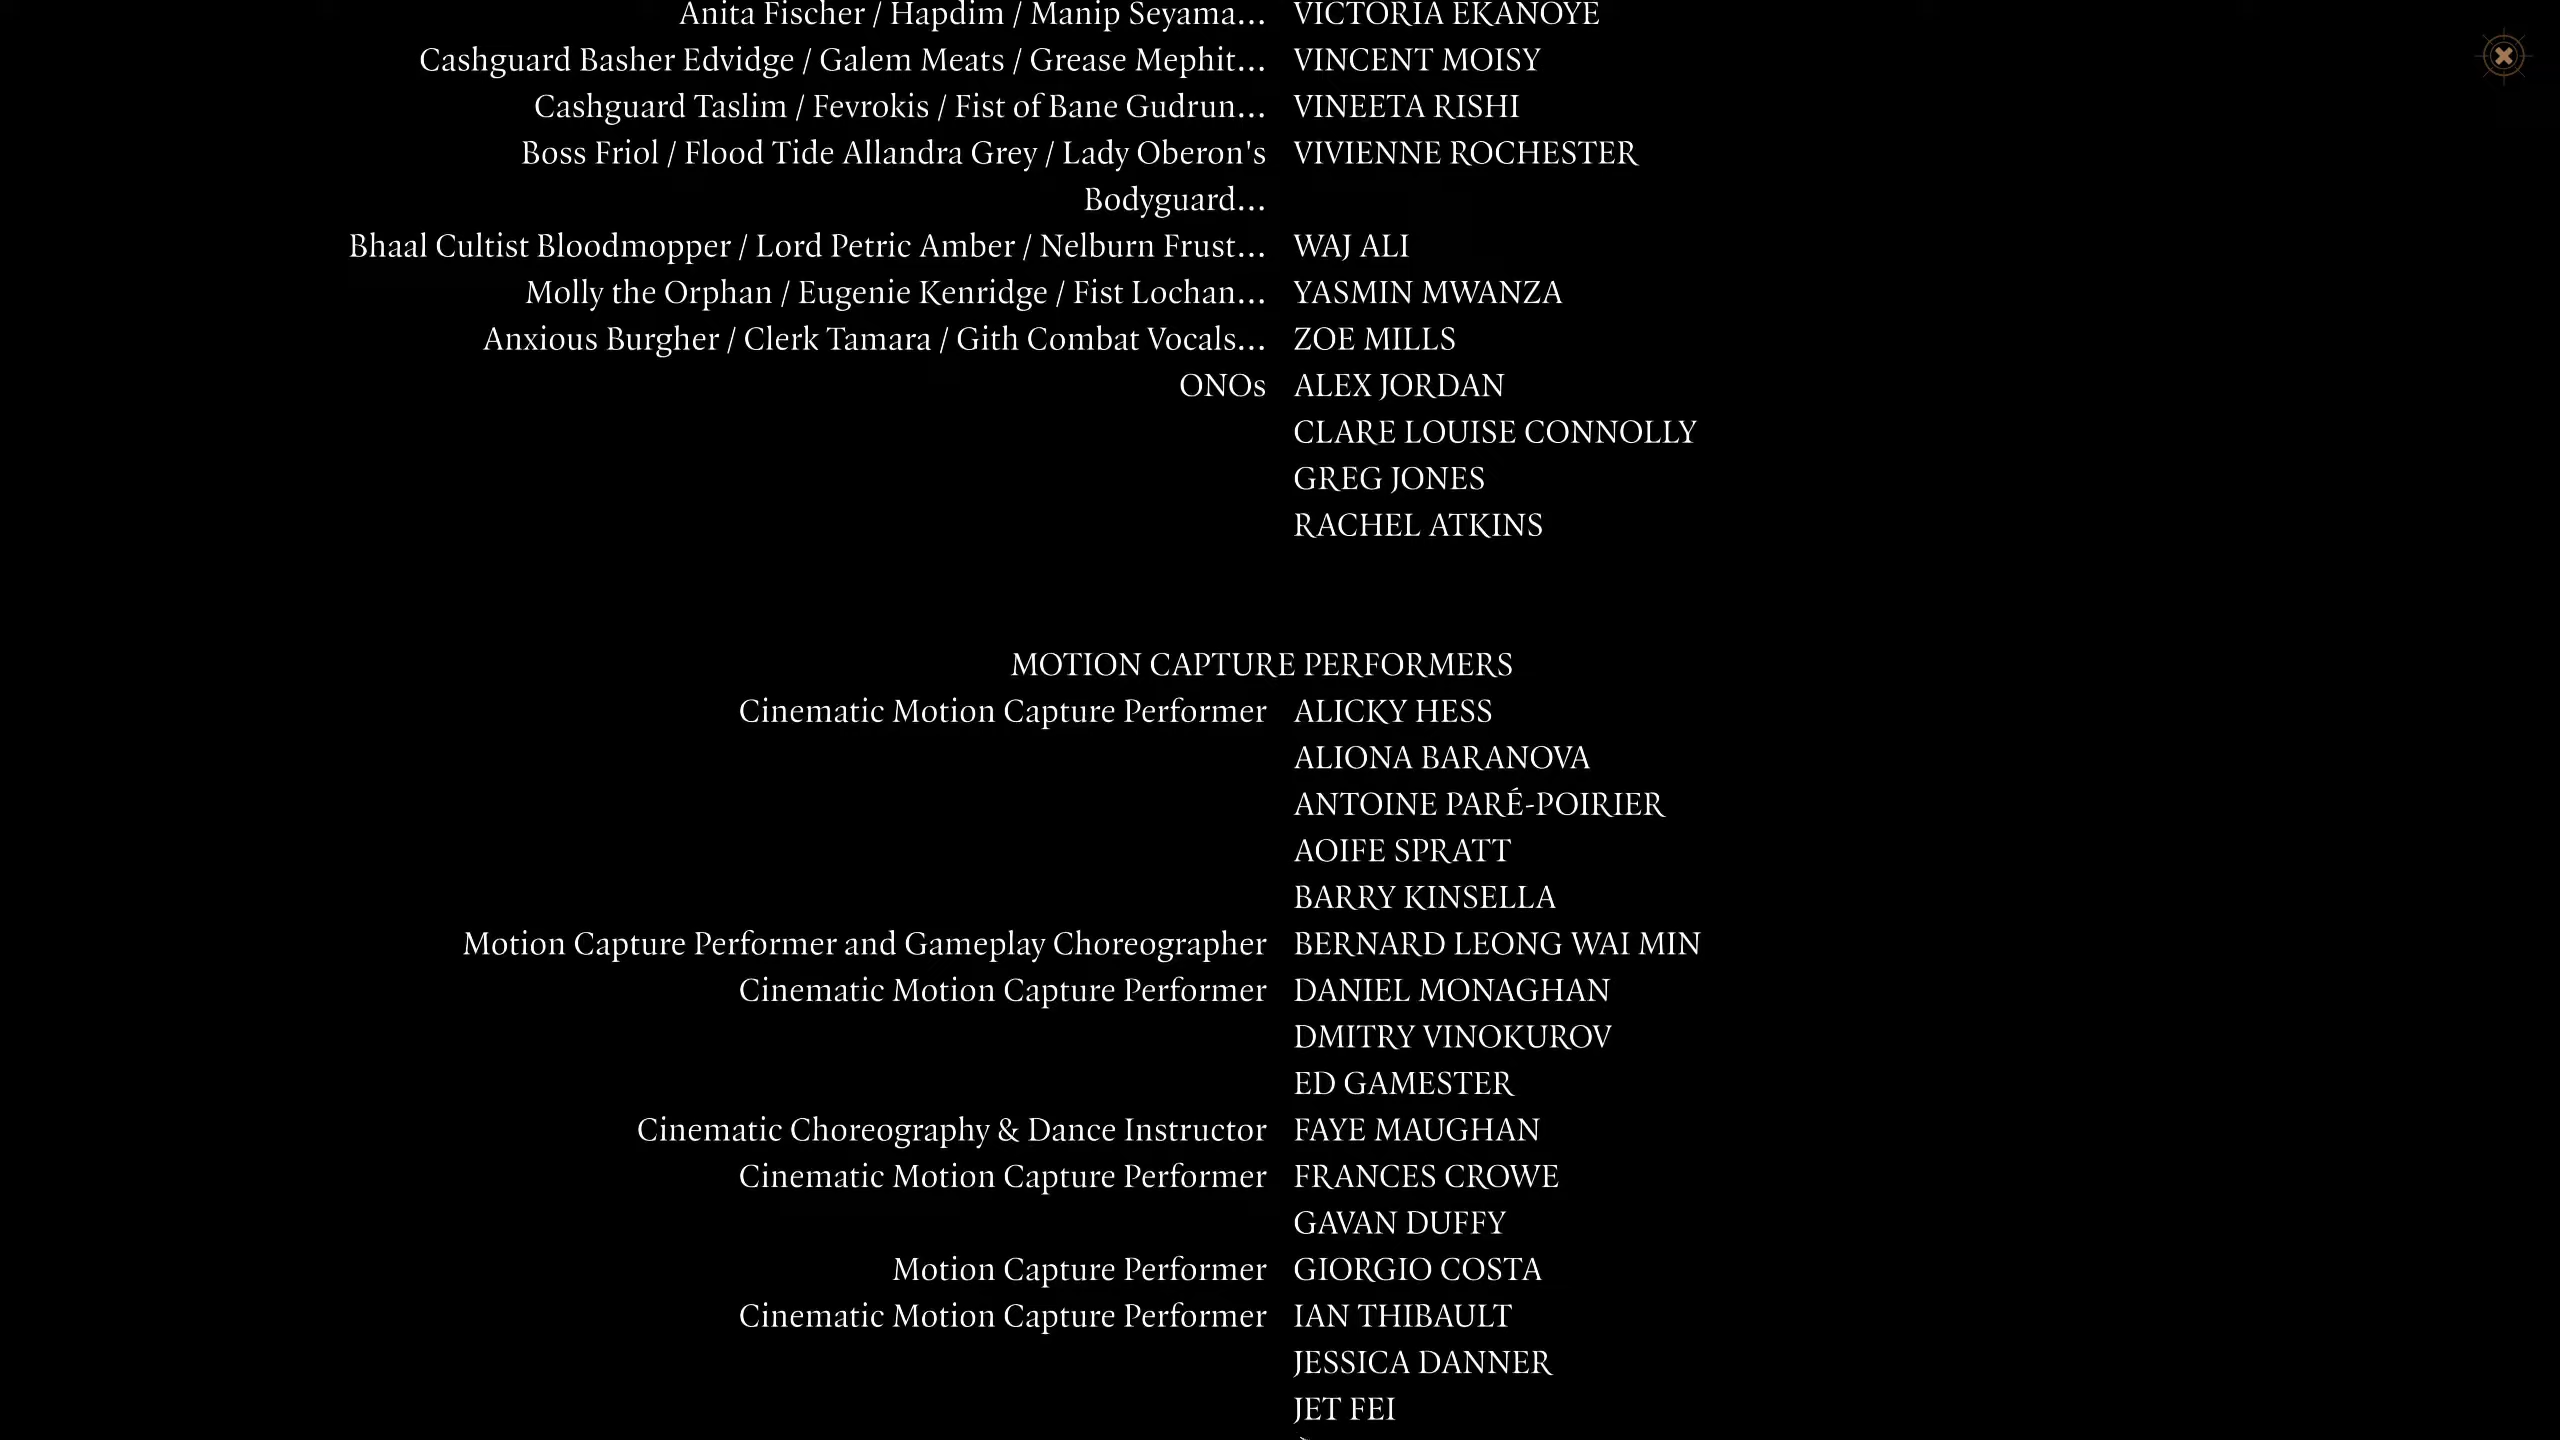 Anita Fischer / Hapdim / Manip Seyama... VICTORIA EKANOYE
Cashguard Basher Edvidge / Galem Meats / Grease Mephit... VINCENT MOISY
Cashguard Taslim / Fevrokis / Fist of Bane Gudrun... VINEETA RISHI
Boss Friol / Flood Tide Allandra Grey / Lady Oberon's VIVIENNE ROCHESTER
Bodyguard...
Bhaal Cultist Bloodmopper / Lord Petric Amber / Nelburn Frust... WAJ ALI
Molly the Orphan / Eugenie Kenridge / Fist Lochan... YASMIN MWANZA
Anxious Burgher / Clerk Tamara / Gith Combat Vocals... ZOE MILLS
ONOs ALEX JORDAN
CLARE LOUISE CONNOLLY
GREG JONES
RACHEL ATKINS
MOTION CAPTURE PERFORMERS
Cinematic Motion Capture Performer ALICKY HESS
ALIONA BARANOVA
ANTOINE PARÉ-POIRIER
AOIFE SPRATT
BARRY KINSELLA
Motion Capture Performer and Gameplay Choreographer BERNARD LEONG WAI MIN
Cinematic Motion Capture Performer DANIEL MONAGHAN
DMITRY VINOKUROV
ED GAMESTER
Cinematic Choreography & Dance Instructor FAYE MAUGHAN
Cinematic Motion Capture Performer FRANCES CROWE
GAVAN DUFFY
Motion Capture Performer GIORGIO COSTA
Cinematic Motion Capture Performer IAN THIBAULT
JESSICA DANNER
JET FEI